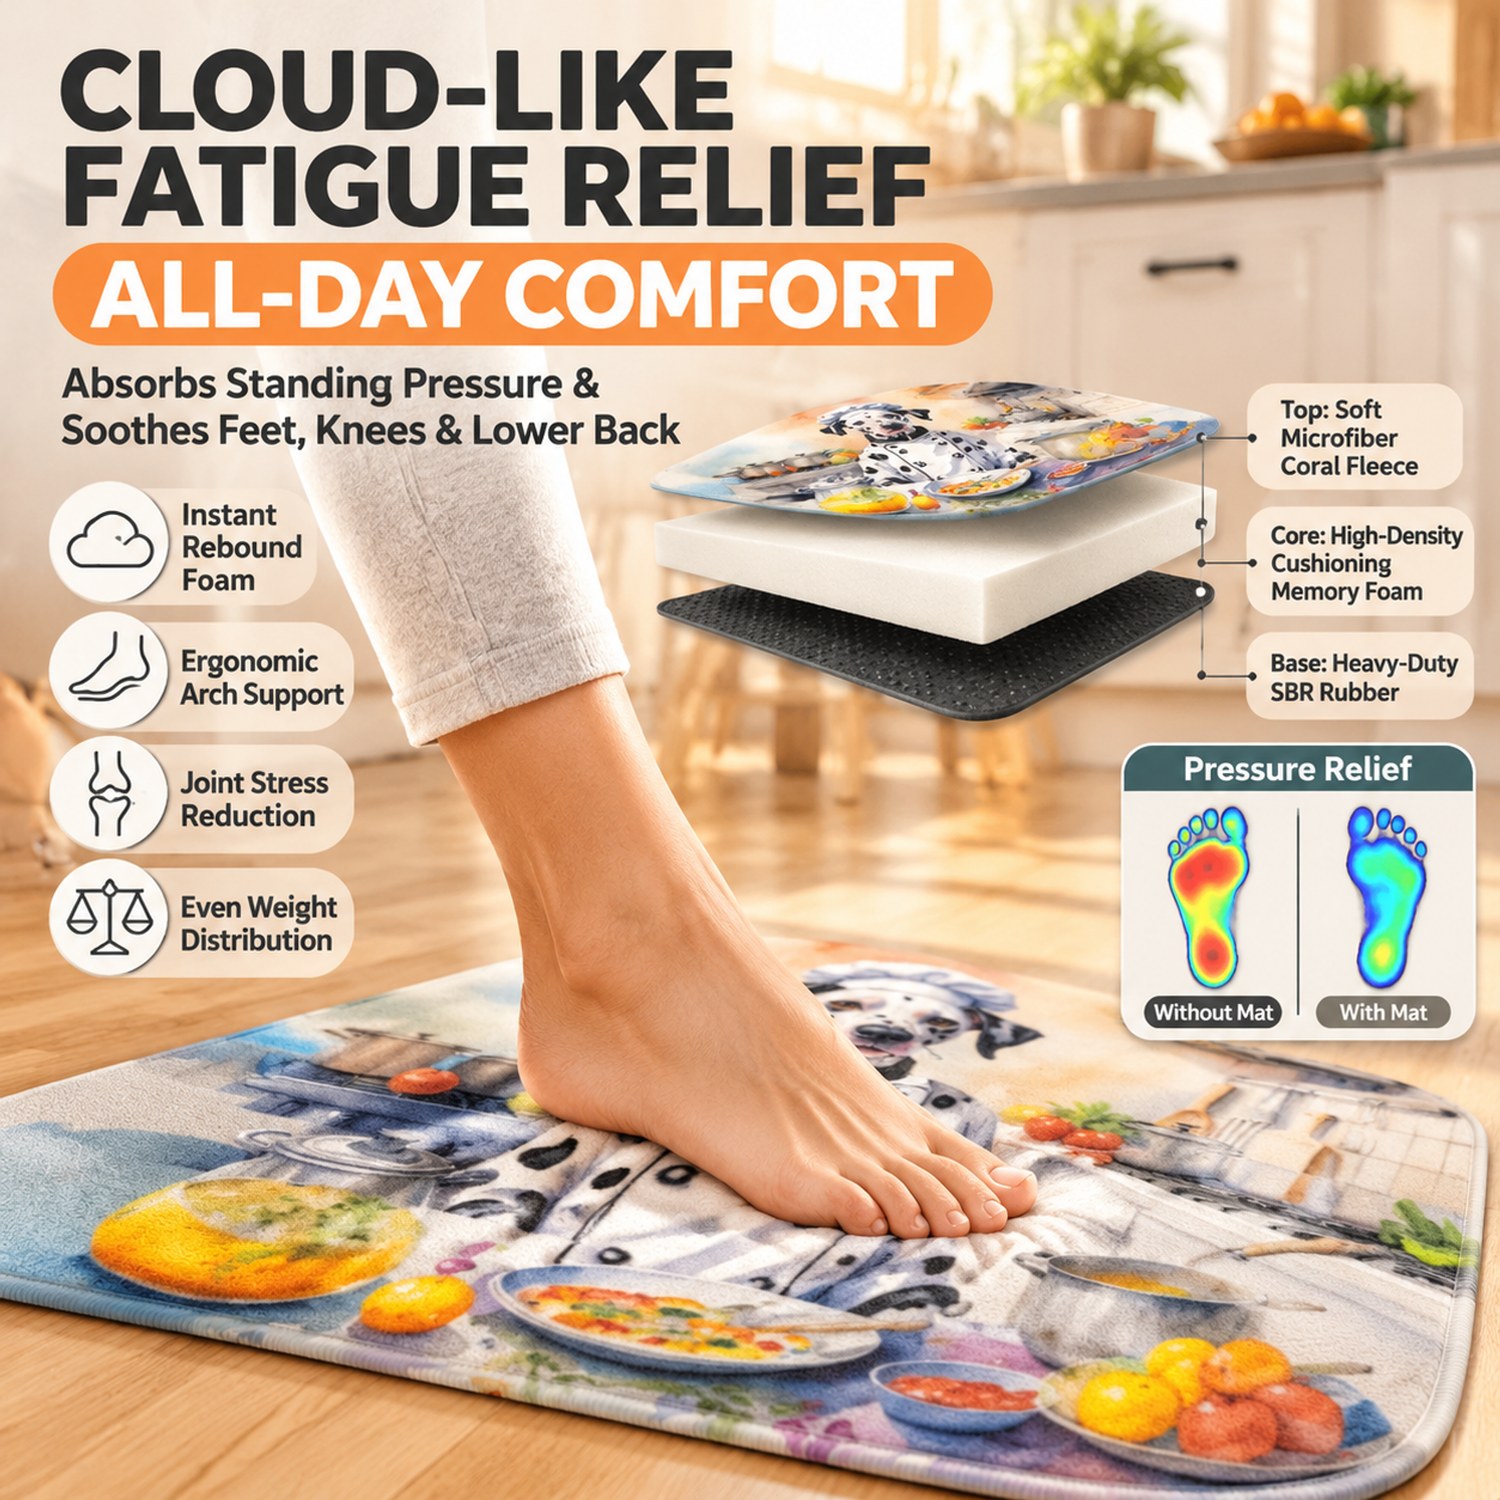 CLOUD-LIKE
FATIGUE RELIEF
ALL-DAY COMFORT
Absorbs Standing Pressure &
Soothes Feet, Knees & Lower Back
Instant
Rebound
Foam
Ergonomic
Arch Support
Joint Stress
Reduction
Even Weight
Distribution
Top: Soft
Microfiber
Coral Fleece
Core: High-Density
Cushioning
Memory Foam
Base: Heavy-Duty
SBR Rubber
Pressure Relief
Without Mat
With Mat